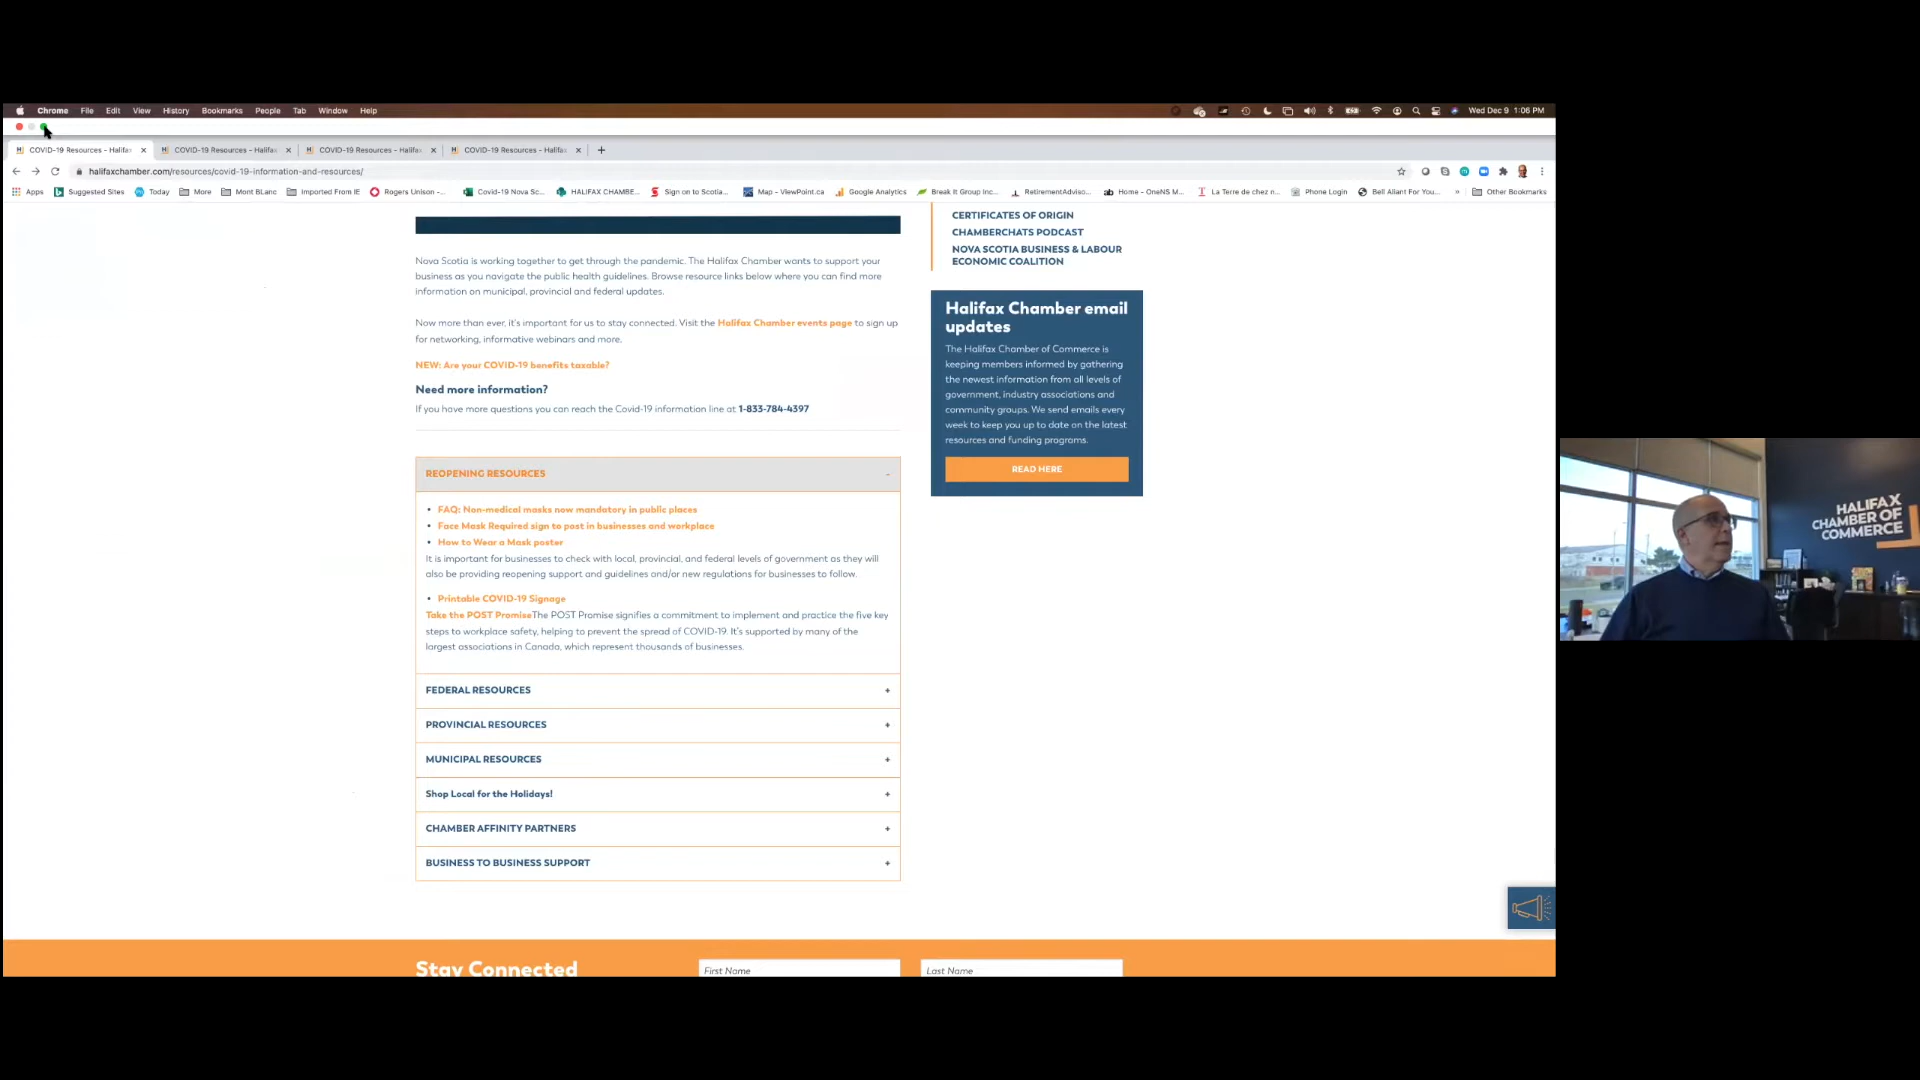 Chrome File Edit View History Bookmarks People Tab Window Help
Wed Dec 9 1:06 PM
COVID-19 Resources - Halifax COVID-19 Resources - Halifax COVID-19 Resources - Halifax COVID-19 Resources - Halifax
halifaxchamber.com/resources/covid-19-information-and-resources/
Apps Suggested Sites Today More Mont BLanc Imported From IE Rogers Unison -... Covid-19 Nova Sc... HALIFAX CHAMBE... Sign on to Scotia... Map - ViewPoint.ca Google Analytics Break It Group Inc... RetirementAdviso... Home - OneNS M... La Terre de chez n... Phone Login Bell Aliant For You... » Other Bookmarks
CERTIFICATES OF ORIGIN
CHAMBERCHATS PODCAST
NOVA SCOTIA BUSINESS & LABOUR
ECONOMIC COALITION
Nova Scotia is working together to get through the pandemic. The Halifax Chamber wants to support your
business as you navigate the public health guidelines. Browse resource links below where you can find more
information on municipal, provincial and federal updates.
Now more than ever, it's important for us to stay connected. Visit the Halifax Chamber events page to sign up
for networking, informative webinars and more.
NEW: Are your COVID-19 benefits taxable?
Need more information?
If you have more questions you can reach the Covid-19 information line at 1-833-784-4397
Halifax Chamber email
updates
The Halifax Chamber of Commerce is
keeping members informed by gathering
the newest information from all levels of
government, industry associations and
community groups. We send emails every
week to keep you up to date on the latest
resources and funding programs.
READ HERE
REOPENING RESOURCES -
• FAQ: Non-medical masks now mandatory in public places
• Face Mask Required sign to post in businesses and workplace
• How to Wear a Mask poster
It is important for businesses to check with local, provincial, and federal levels of government as they will
also be providing reopening support and guidelines and/or new regulations for businesses to follow.
• Printable COVID-19 Signage
Take the POST PromiseThe POST Promise signifies a commitment to implement and practice the five key
steps to workplace safety, helping to prevent the spread of COVID-19. It's supported by many of the
largest associations in Canada, which represent thousands of businesses.
FEDERAL RESOURCES +
PROVINCIAL RESOURCES +
MUNICIPAL RESOURCES +
Shop Local for the Holidays! +
CHAMBER AFFINITY PARTNERS +
BUSINESS TO BUSINESS SUPPORT +
Stay Connected
First Name Last Name
HALIFAX
CHAMBER OF
COMMERCE